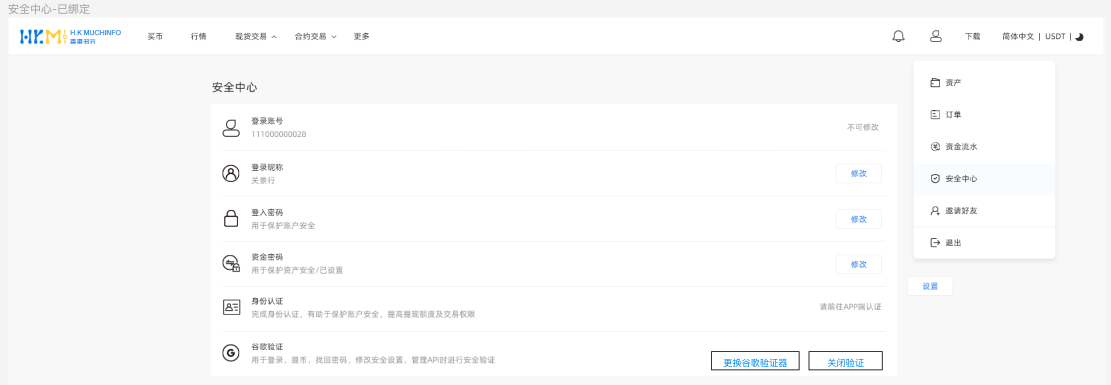 安全中心-已绑定
H.K MUCHINFO
买币 行情 现货交易 合约交易 更多 下载 简体中文 | USDT |
安全中心
登录账号
111000000028
不可修改
登录昵称
关景行
修改
登入密码
用于保护账户安全
修改
资金密码
用于保护资产安全/已设置
修改
身份认证
完成身份认证，有助于保护账户安全，提高提现额度及交易权限
请前往APP端认证
谷歌验证
用于登录、提币、找回密码、修改安全设置、管理API时进行安全验证
更换谷歌验证器 关闭验证
资产
订单
资金流水
安全中心
邀请好友
退出
设置